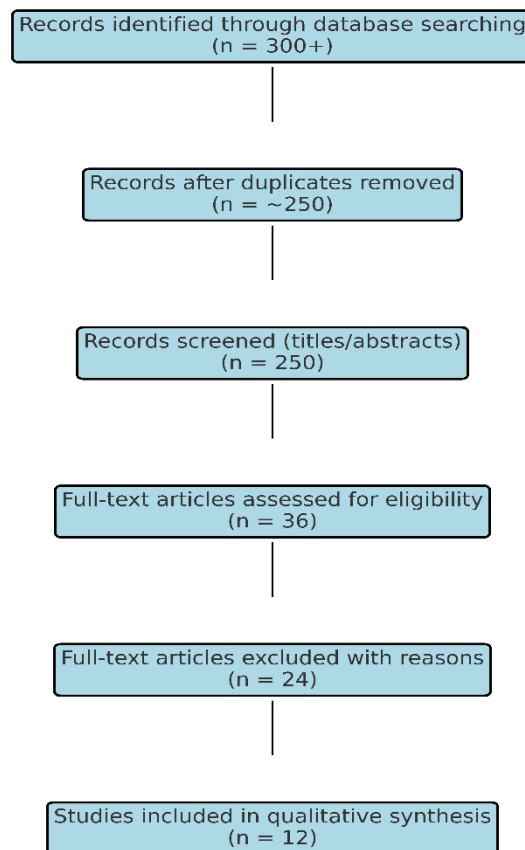 Records identified through database searching
(n = 300+)
Records after duplicates removed
(n = ~250)
Records screened (titles/abstracts)
(n = 250)
Full-text articles assessed for eligibility
(n = 36)
Full-text articles excluded with reasons
(n = 24)
Studies included in qualitative synthesis
(n = 12)